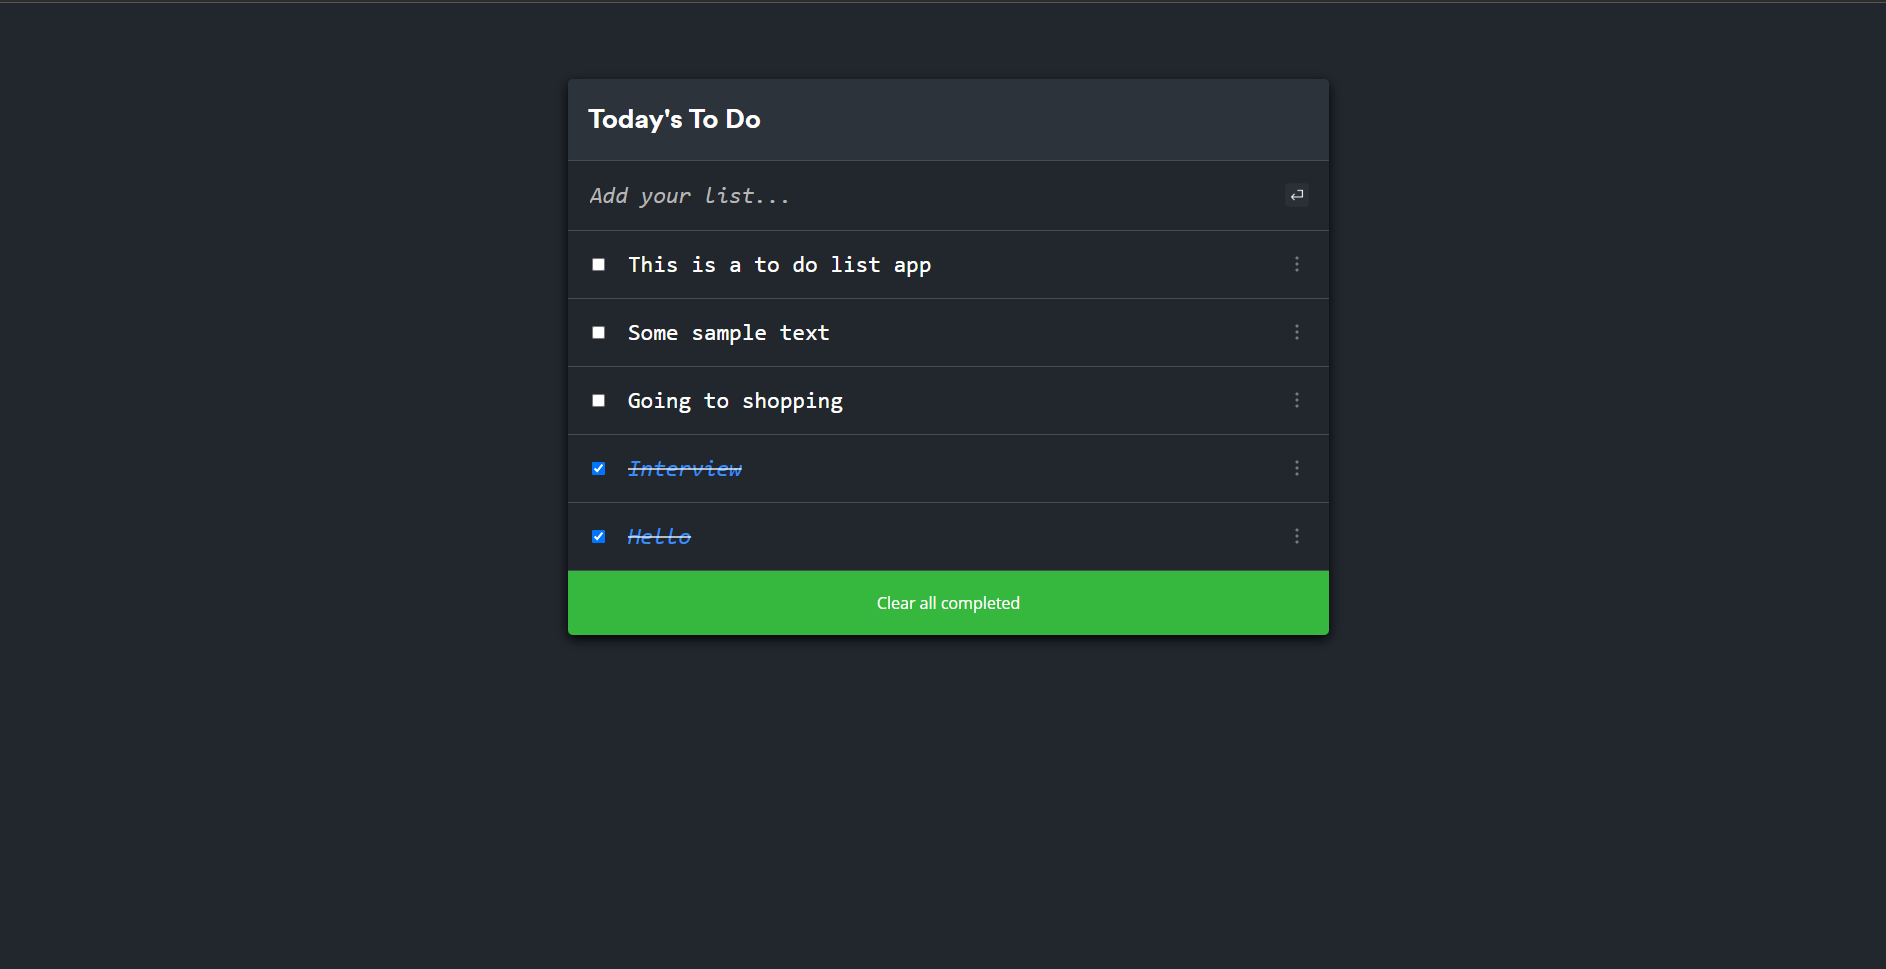 Today's To Do
Add your list...
This is a to do list app
Some sample text
Going to shopping
Interview
Hello
Clear all completed